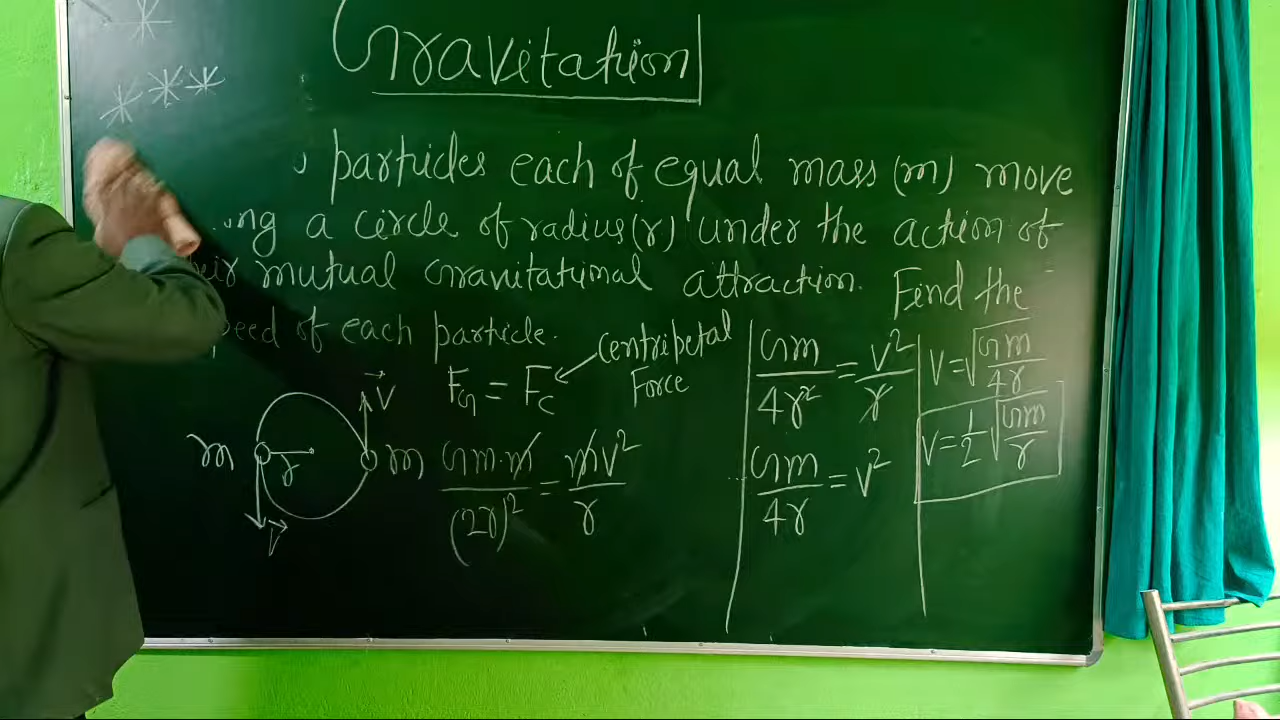 Gravitation
particles each of equal mass (m) move
a circle of radius (r) under the action of
mutual Gravitational attraction. Find the
of each particle.
F_G = F_C ← Centripetal Force
m r m
V⃗
V⃗
Gm·m/(2r)² = mv²/r
Gm/4r² = v²/r
Gm/4r = v²
V = √(Gm/4r)
V = 1/2 √(Gm/r)